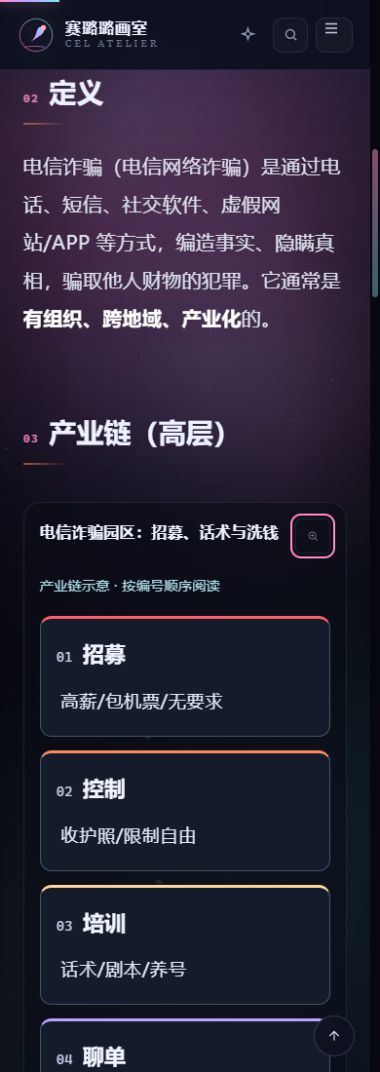 赛璐璐画室
CEL ATELIER
02 定义
电信诈骗（电信网络诈骗）是通过电
话、短信、社交软件、虚假网
站/APP 等方式，编造事实、隐瞒真
相，骗取他人财物的犯罪。它通常是
有组织、跨地域、产业化的。
03 产业链（高层）
电信诈骗园区：招募、话术与洗钱
产业链示意 · 按编号顺序阅读
01 招募
高薪/包机票/无要求
02 控制
收护照/限制自由
03 培训
话术/剧本/养号
04 聊单